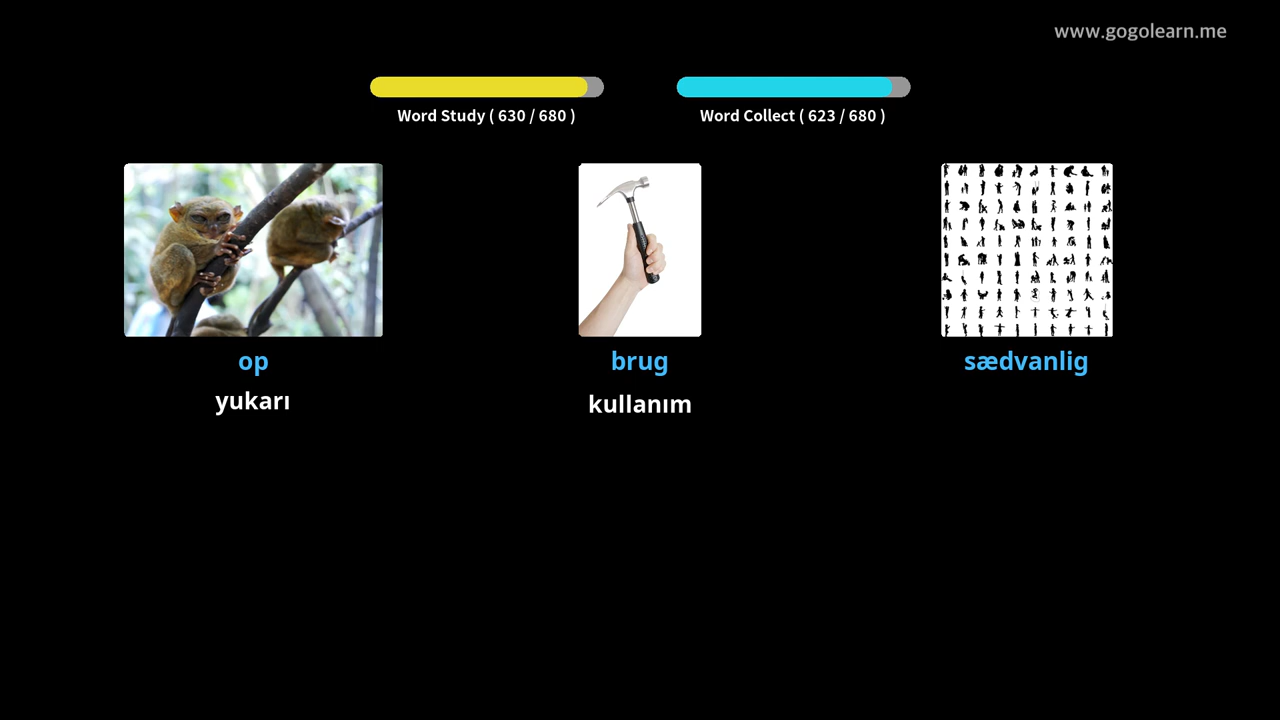 www.gogolearn.me
Word Study ( 630 / 680 )
Word Collect ( 623 / 680 )
op
brug
sædvanlig
yukarı
kullanım